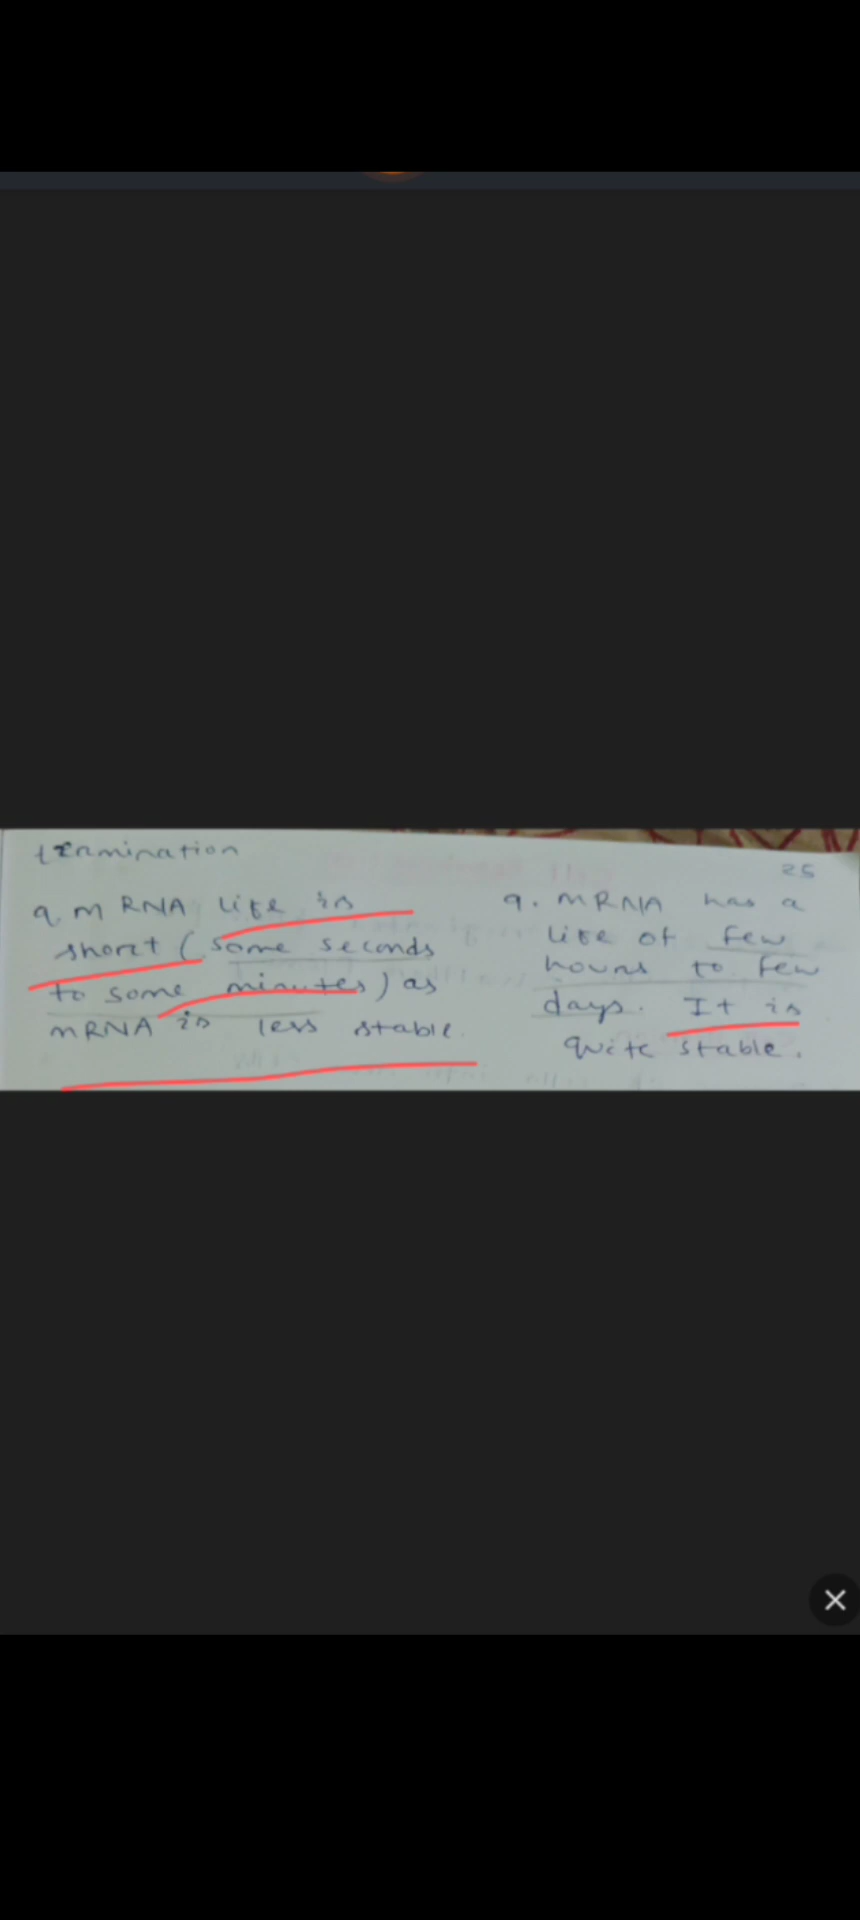 termination
25
9. mRNA life is
short (some seconds
to some minutes) as
mRNA is less stable.
9. mRNA has a
life of few
hours to few
days. It is
quite stable.